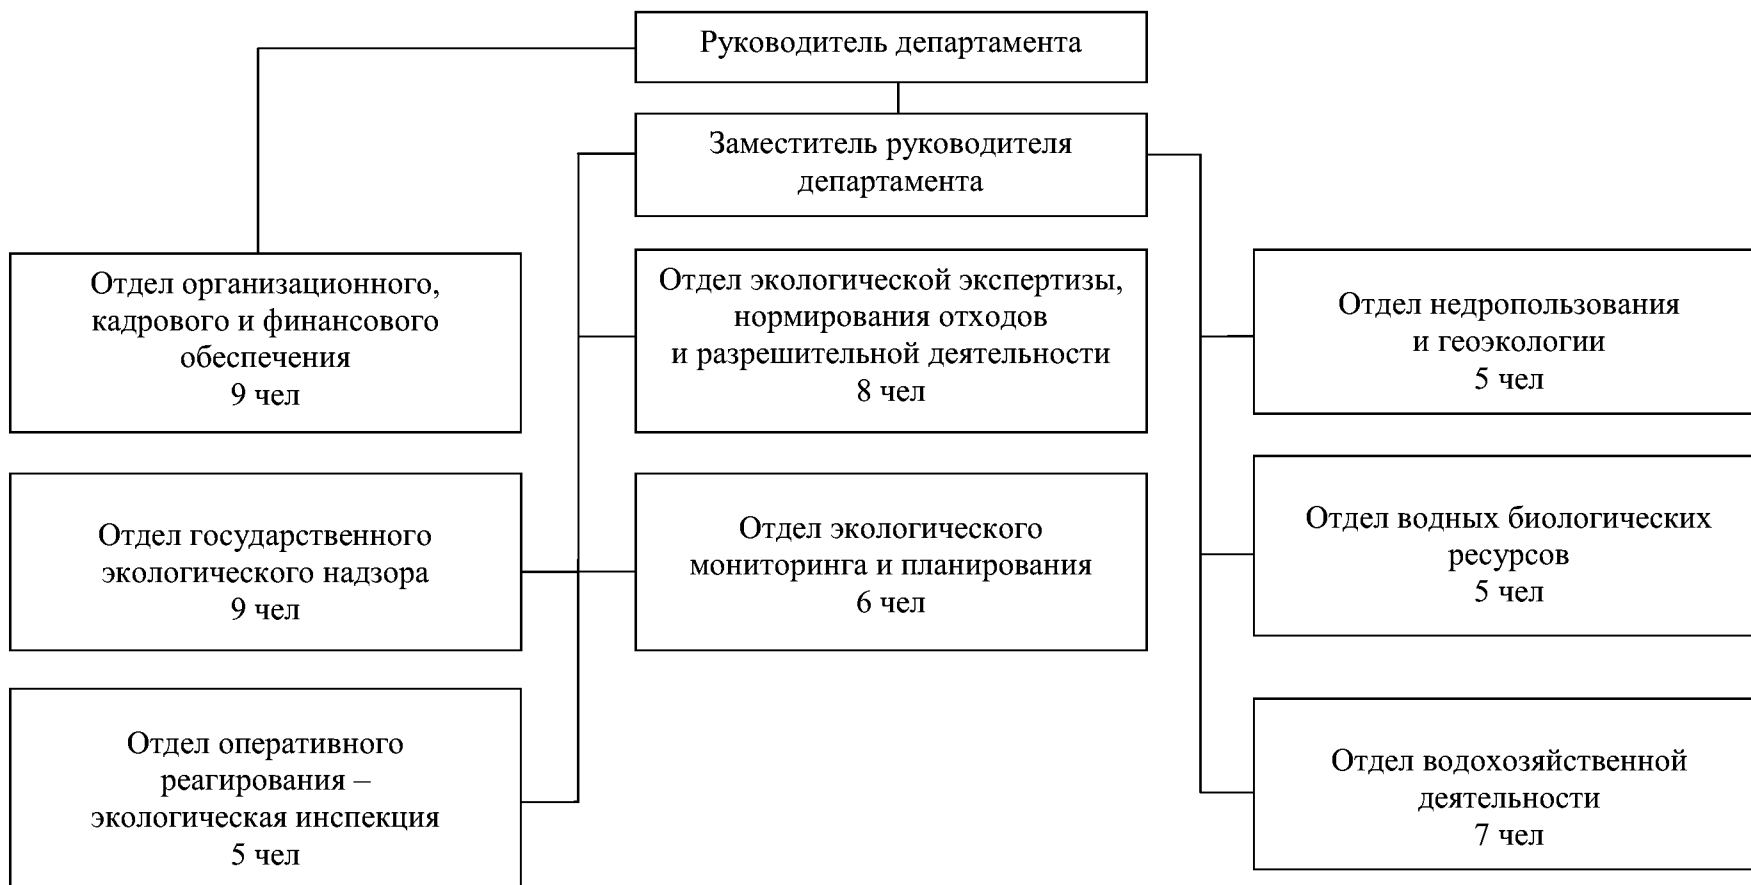 Руководитель департамента
Заместитель руководителя
департамента
Отдел организационного,
кадрового и финансового
обеспечения
9 чел
Отдел экологической экспертизы,
нормирования отходов
и разрешительной деятельности
8 чел
Отдел недропользования
и геоэкологии
5 чел
Отдел государственного
экологического надзора
9 чел
Отдел экологического
мониторинга и планирования
6 чел
Отдел водных биологических
ресурсов
5 чел
Отдел оперативного
реагирования –
экологическая инспекция
5 чел
Отдел водохозяйственной
деятельности
7 чел